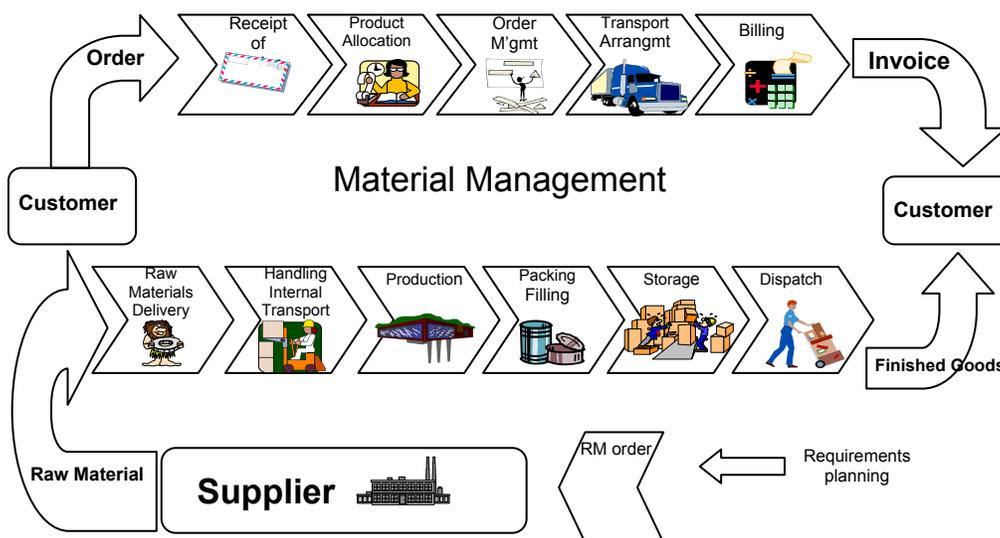 Order
Receipt
of
Product
Allocation
Order
M'gmt
Transport
Arrangmt
Billing
Invoice
Material Management
Customer
Customer
Raw
Materials
Delivery
Handling
Internal
Transport
Production
Packing
Filling
Storage
Dispatch
Finished Goods
Raw Material
Supplier
RM order
Requirements
planning